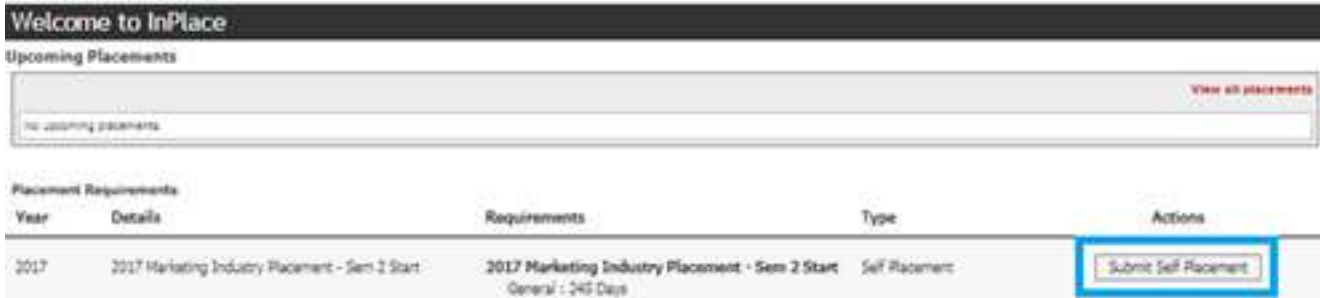 Welcome to InPlace
Upcoming Placements
View all placements
no upcoming placements
Placement Requirements
Year Details Requirements Type Actions
2017 2017 Marketing Industry Placement - Sem 2 Start 2017 Marketing Industry Placement - Sem 2 Start Self Placement Submit Self Placement
General : 245 Days